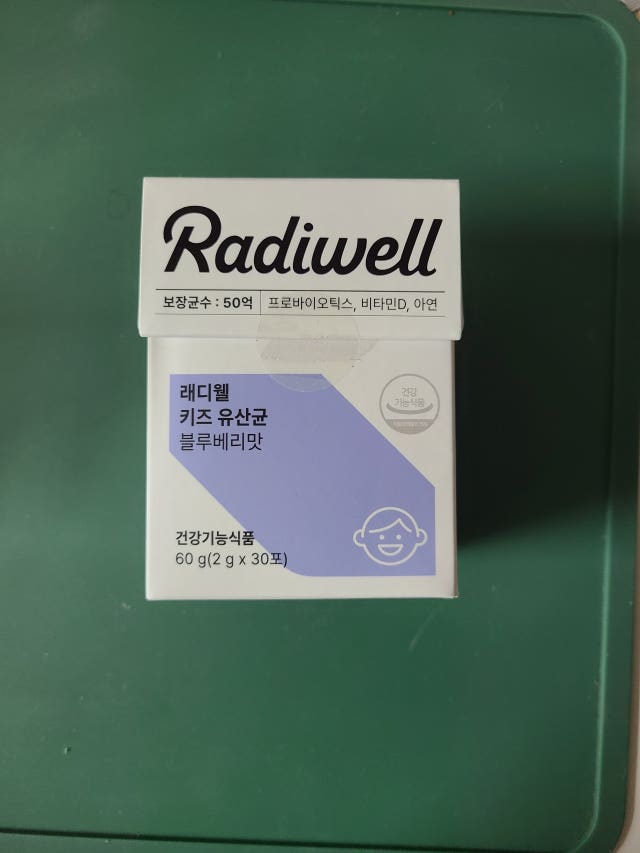 Radiwell
보장균수 : 50억 프로바이오틱스, 비타민D, 아연
래디웰
키즈 유산균
블루베리맛
건강
기능식품
건강기능식품
60 g(2 g x 30포)